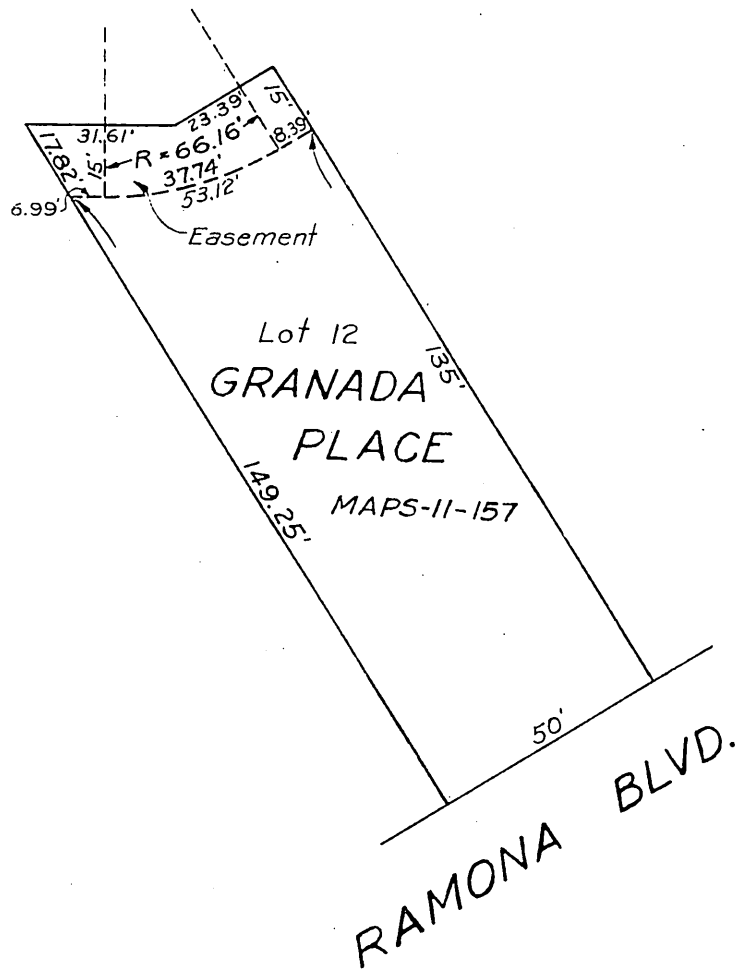 23.39'
15'
31.61'
17.82'
15'
R = 66.16'
8.39'
37.74'
53.12'
6.99'
Easement
Lot 12
GRANADA
PLACE
135'
149.25'
MAPS-11-157
50'
RAMONA BLVD.